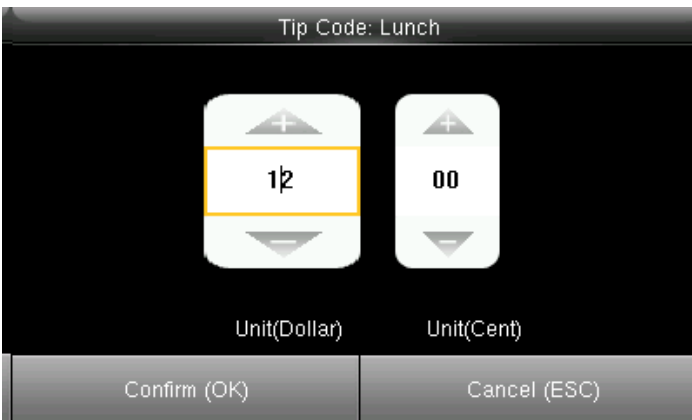 Tip Code: Lunch
12 00
Unit(Dollar) Unit(Cent)
Confirm (OK) Cancel (ESC)